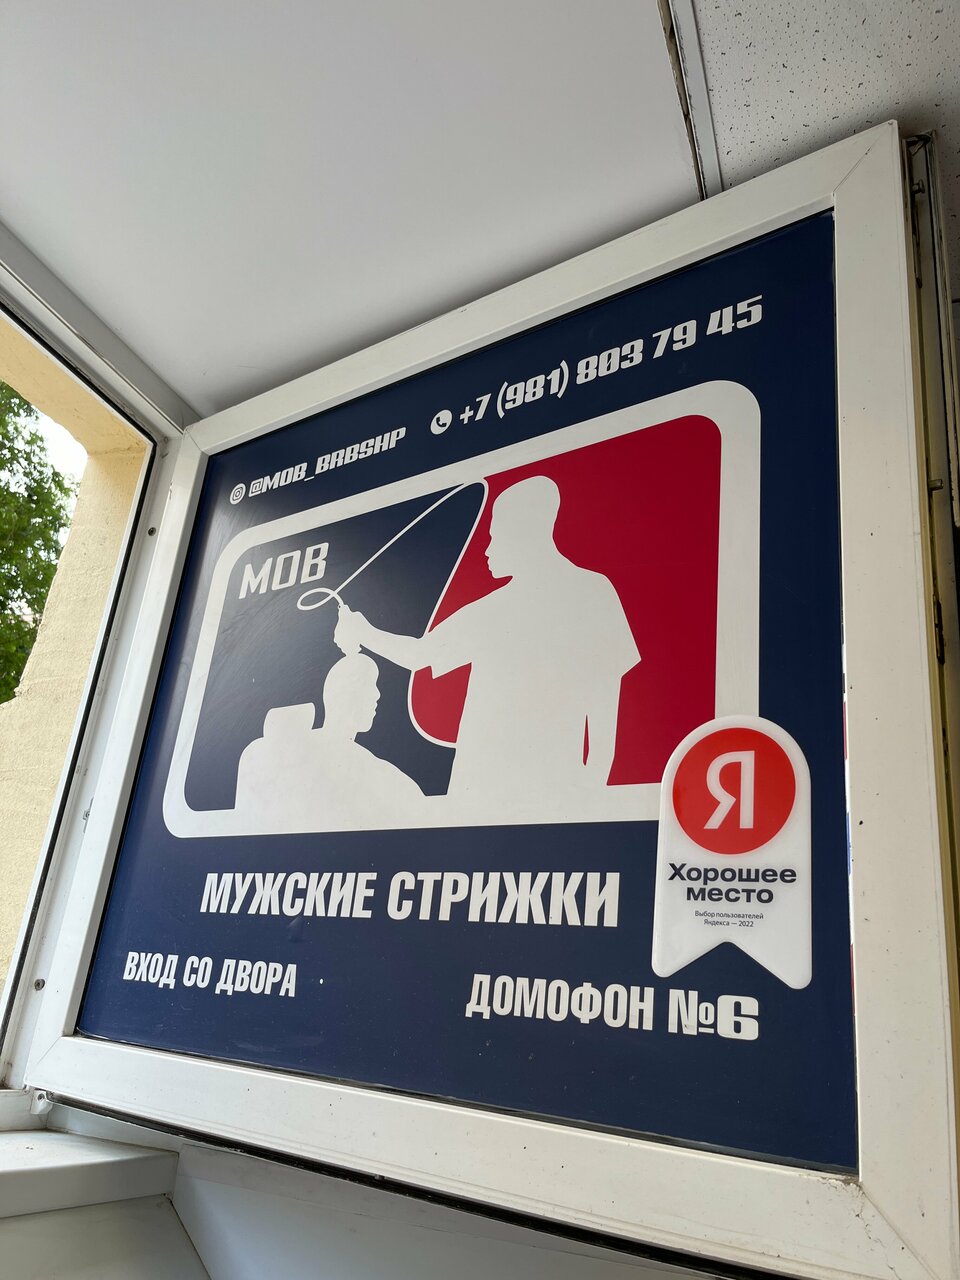 @MOB_BRBSHP
+7 (981) 803 79 45
MOB
Я
Хорошее
место
Выбор пользователей
Яндекса — 2022
МУЖСКИЕ СТРИЖКИ
ВХОД СО ДВОРА
ДОМОФОН №6